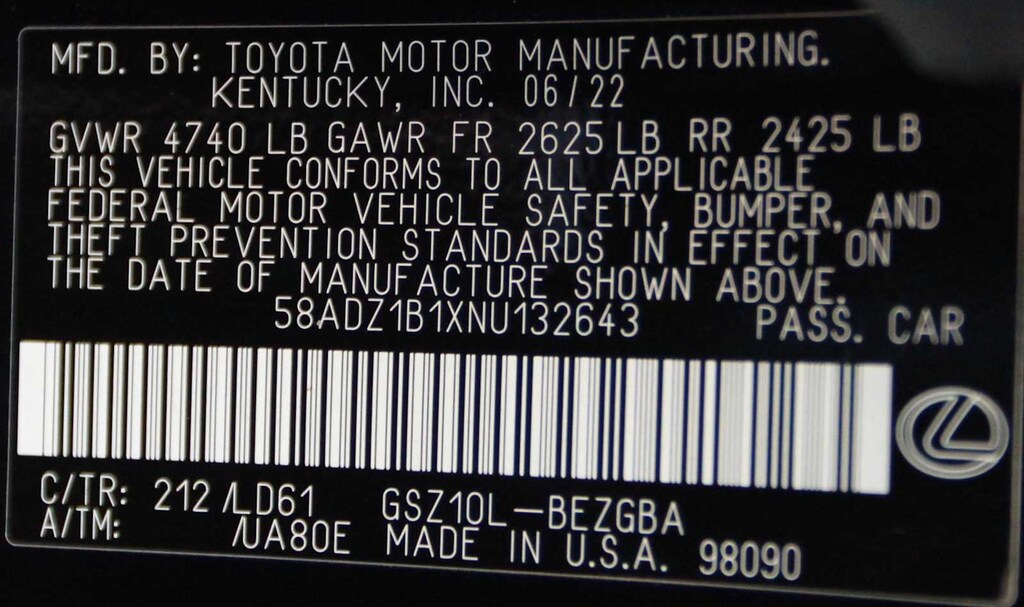 MFD. BY: TOYOTA MOTOR MANUFACTURING.
KENTUCKY, INC. 06/22
GVWR 4740 LB GAWR FR 2625 LB RR 2425 LB
THIS VEHICLE CONFORMS TO ALL APPLICABLE
FEDERAL MOTOR VEHICLE SAFETY, BUMPER, AND
THEFT PREVENTION STANDARDS IN EFFECT ON
THE DATE OF MANUFACTURE SHOWN ABOVE.
58ADZ1B1XNU132643 PASS. CAR
C/TR: 212 /LD61 GSZ10L-BEZGBA
A/TM: /UA80E MADE IN U.S.A. 98090